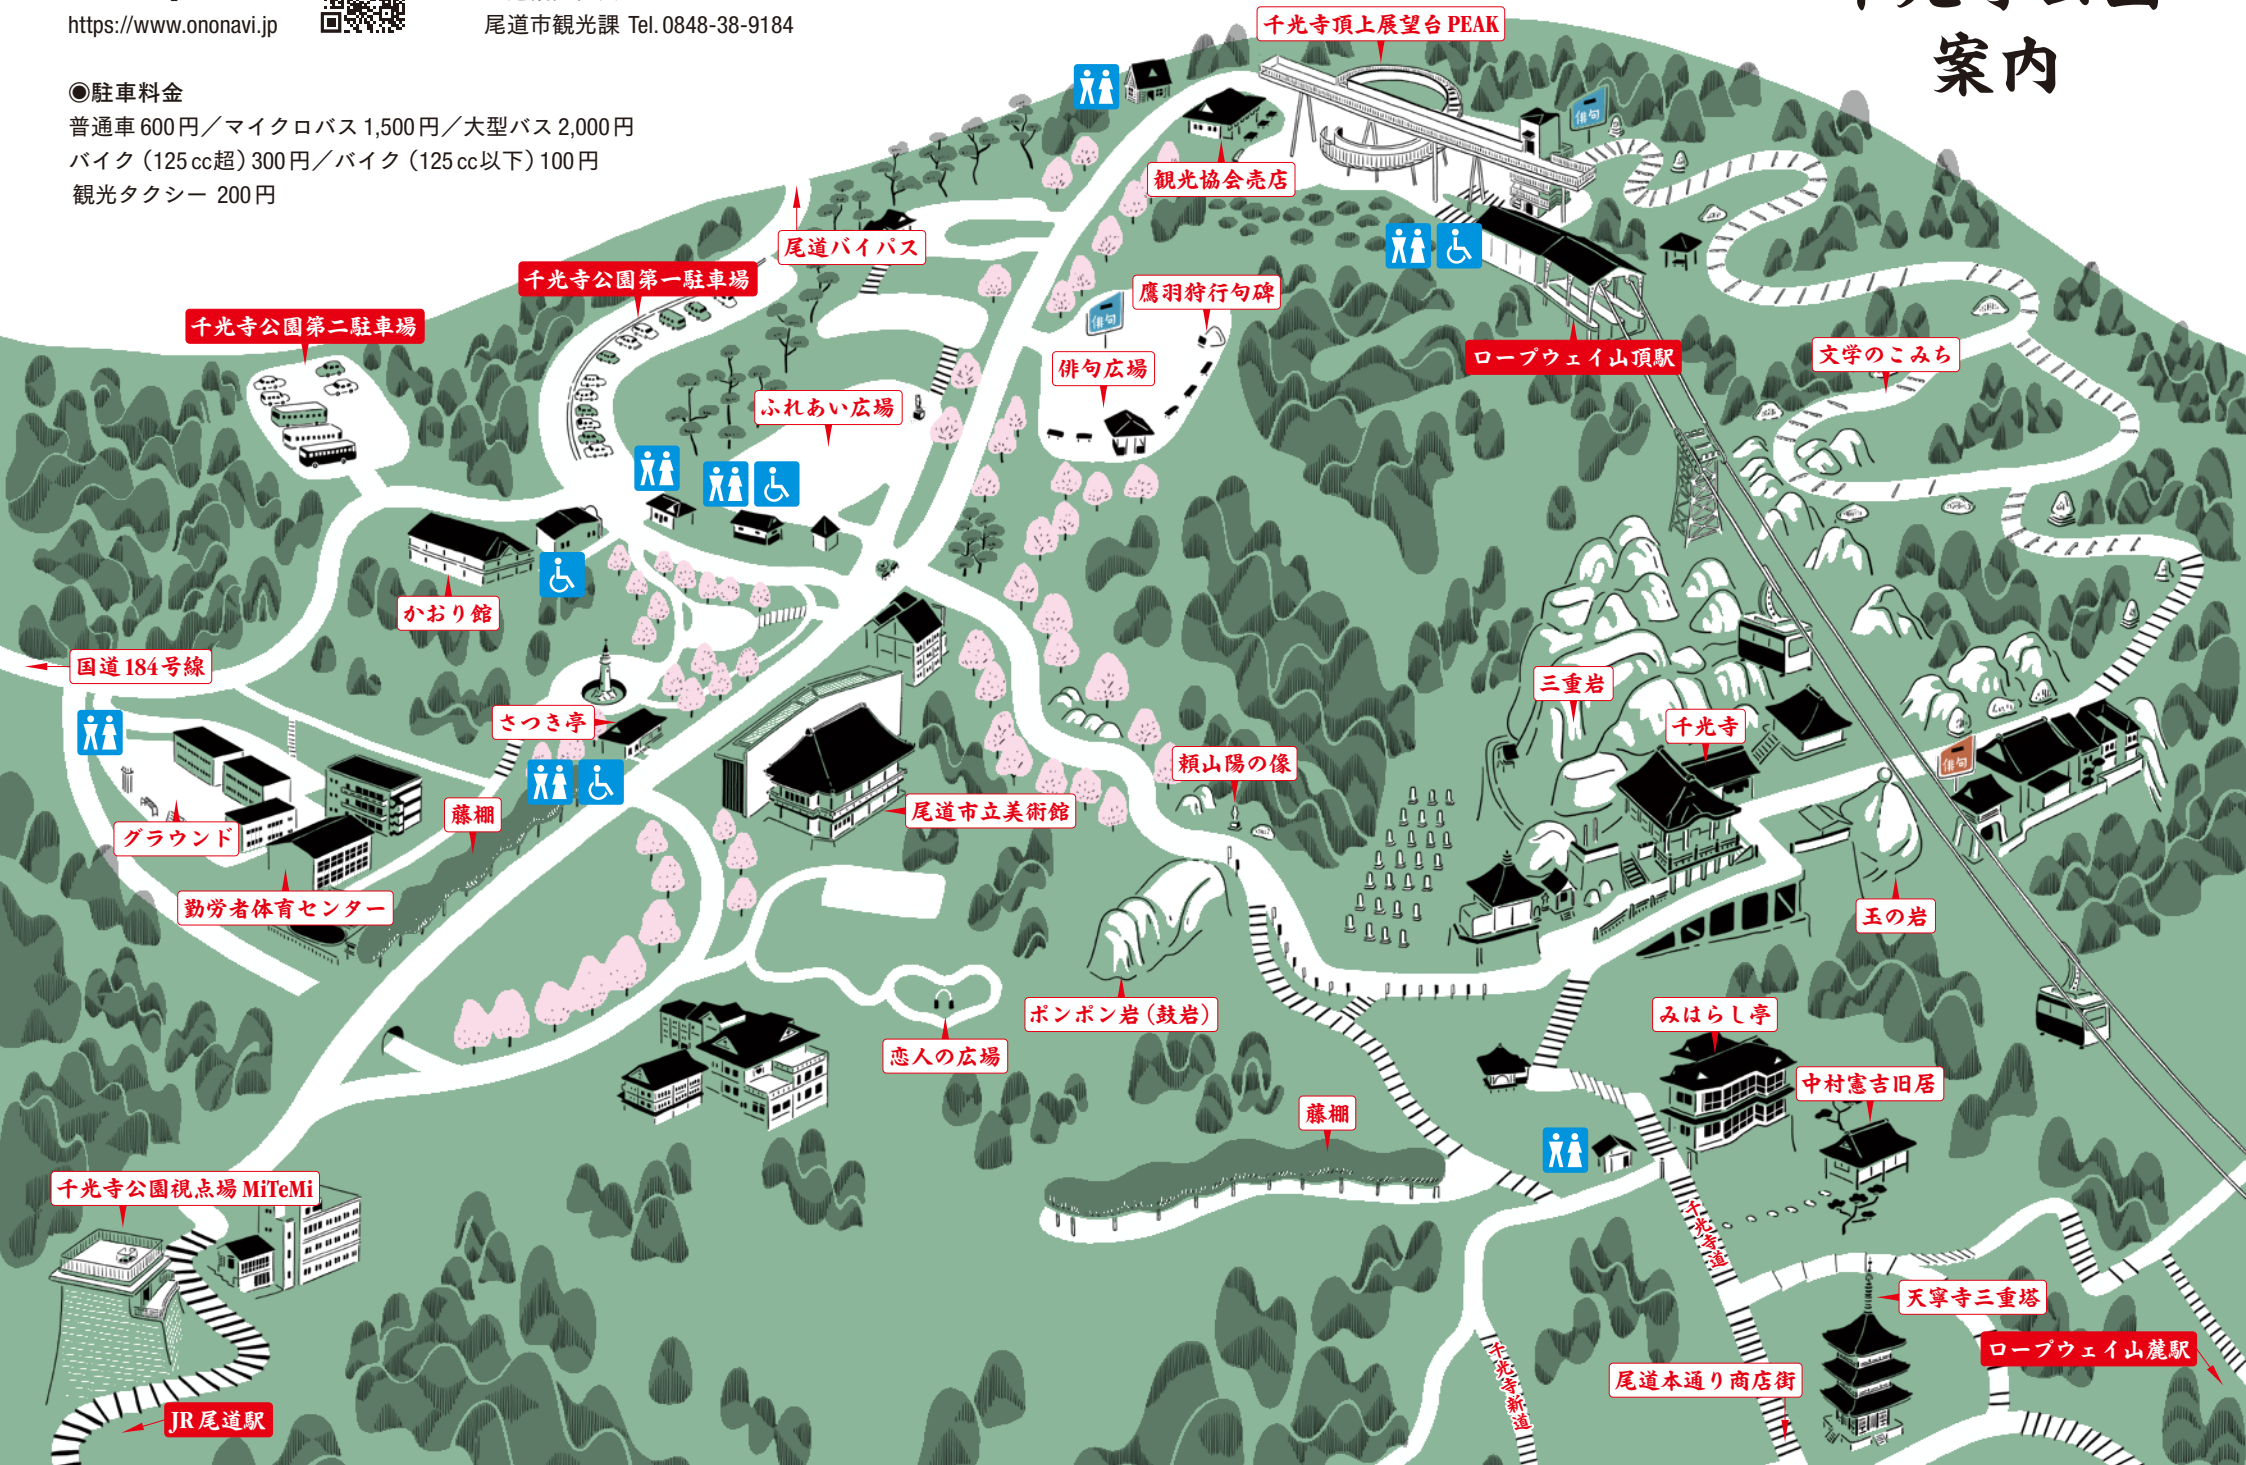 https://www.ononavi.jp
尾道市観光課 Tel. 0848-38-9184
案内
◉駐車料金
普通車 600円／マイクロバス 1,500円／大型バス 2,000円
バイク（125cc超）300円／バイク（125cc以下）100円
観光タクシー 200円
千光寺頂上展望台 PEAK
俳句
観光協会売店
尾道バイパス
千光寺公園第一駐車場
鷹羽狩行句碑
千光寺公園第二駐車場
俳句
俳句広場
ロープウェイ山頂駅
文学のこみち
ふれあい広場
かおり館
国道184号線
三重岩
さつき亭
千光寺
俳句
頼山陽の像
藤棚
尾道市立美術館
グラウンド
勤労者体育センター
玉の岩
ポンポン岩（鼓岩）
みはらし亭
恋人の広場
中村憲吉旧居
藤棚
千光寺公園視点場 MiTeMi
千光寺道
天寧寺三重塔
ロープウェイ山麓駅
尾道本通り商店街
千光寺新道
JR尾道駅